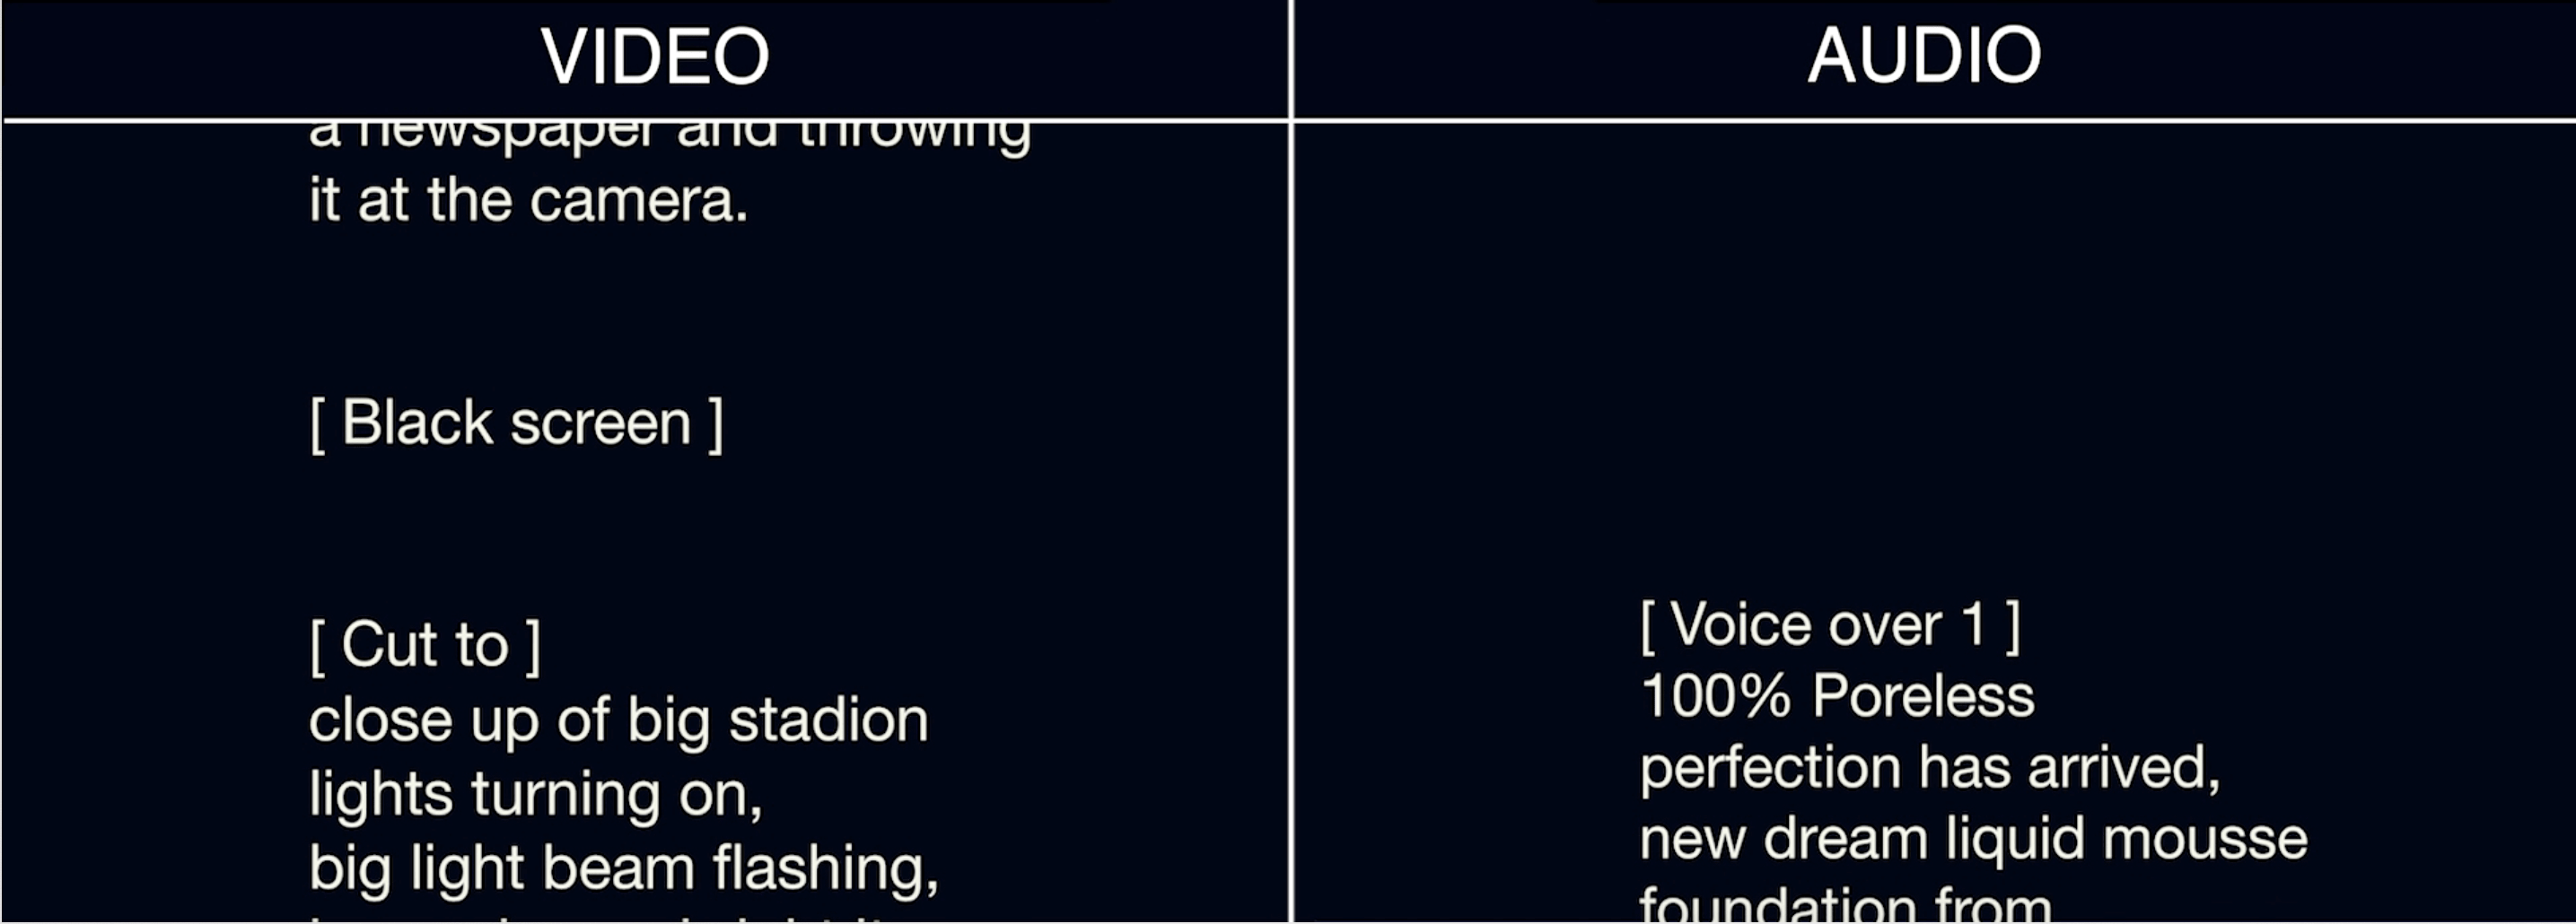 VIDEO
a newspaper and throwing
it at the camera.
[ Black screen ]
[ Cut to ]
close up of big stadion
lights turning on,
big light beam flashing,
AUDIO
[ Voice over 1 ]
100% Poreless
perfection has arrived,
new dream liquid mousse
foundation from